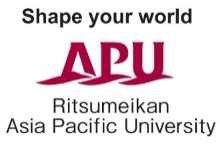 Shape your world
APU
Ritsumeikan
Asia Pacific University